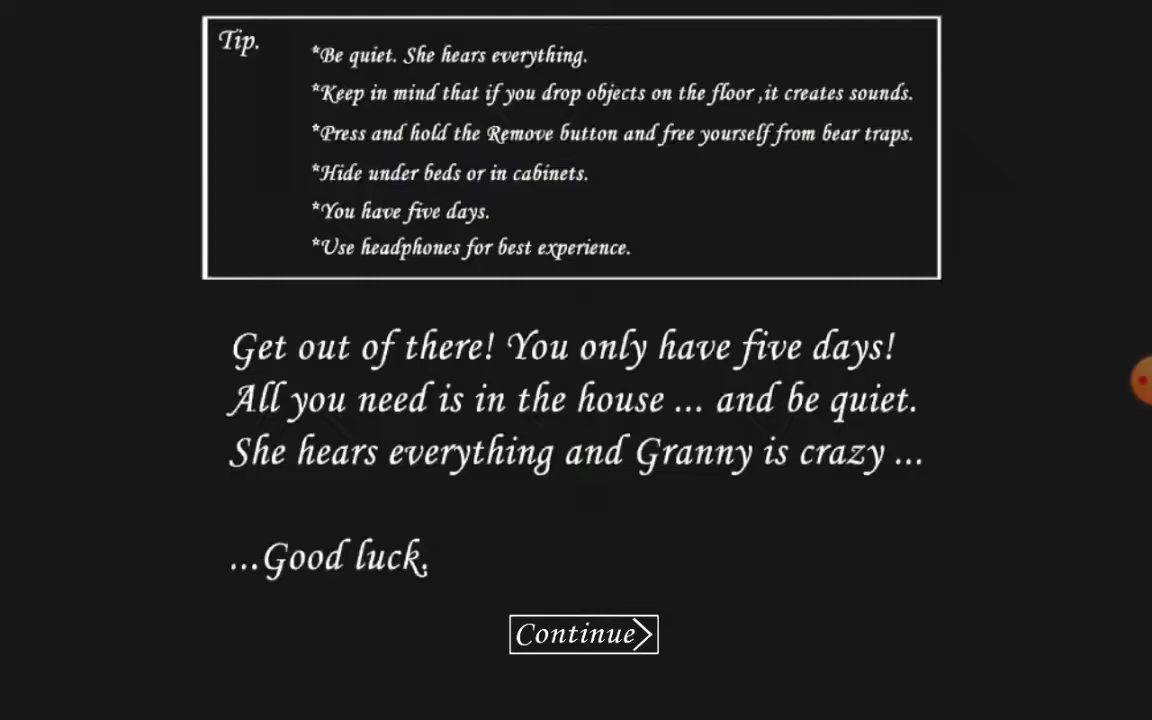 Tip.
*Be quiet. She hears everything.
*Keep in mind that if you drop objects on the floor ,it creates sounds.
*Press and hold the Remove button and free yourself from bear traps.
*Hide under beds or in cabinets.
*You have five days.
*Use headphones for best experience.
Get out of there! You only have five days!
All you need is in the house ... and be quiet.
She hears everything and Granny is crazy ...
...Good luck.
Continue>